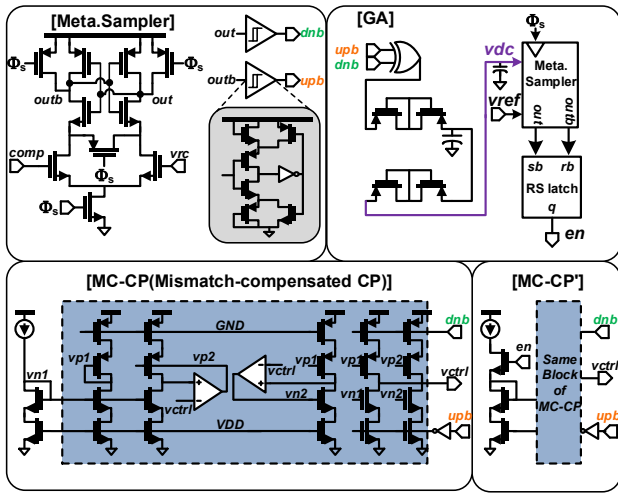 [Meta.Sampler]
Φs
Φs
outb
out
comp
vrc
Φs
Φs
out
dnb
outb
upb
[GA]
upb
dnb
vdc
Φs
Meta.
Sampler
vref
out
outb
sb
rb
RS latch
q
en
[MC-CP(Mismatch-compensated CP)]
GND
dnb
vp1
vp2
vctrl
vp1
vp1
vp2
vctrl
vn1
vctrl
vn2
vn1
vn2
VDD
upb
[MC-CP']
dnb
en
Same
Block
of
MC-CP
vctrl
upb